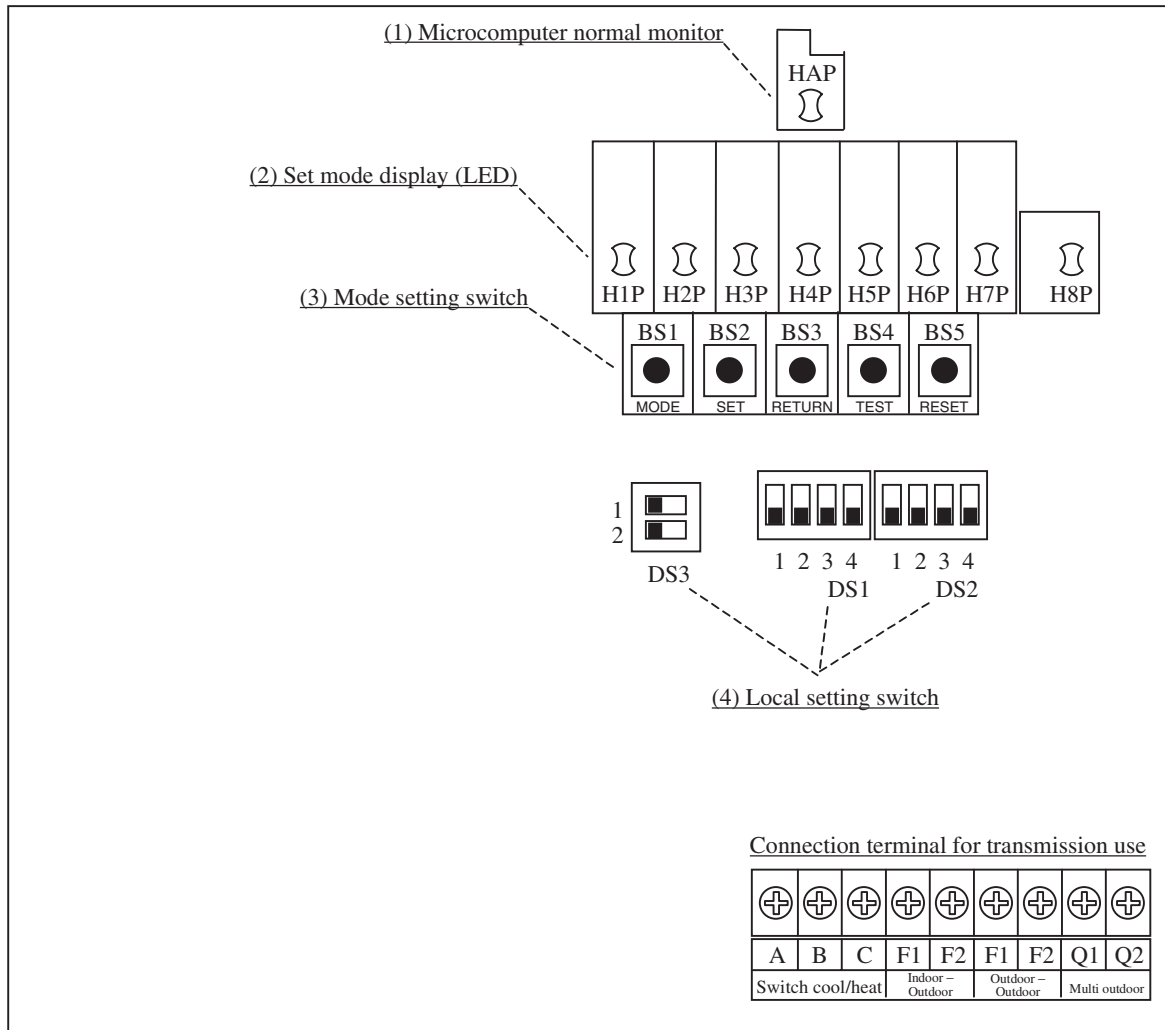 (1) Microcomputer normal monitor
HAP
(2) Set mode display (LED)
H1P H2P H3P H4P H5P H6P H7P H8P
(3) Mode setting switch
BS1 BS2 BS3 BS4 BS5
MODE SET RETURN TEST RESET
1
2
DS3
1 2 3 4 1 2 3 4
DS1 DS2
(4) Local setting switch
Connection terminal for transmission use
A B C F1 F2 F1 F2 Q1 Q2
Switch cool/heat Indoor – Outdoor Outdoor – Outdoor Multi outdoor